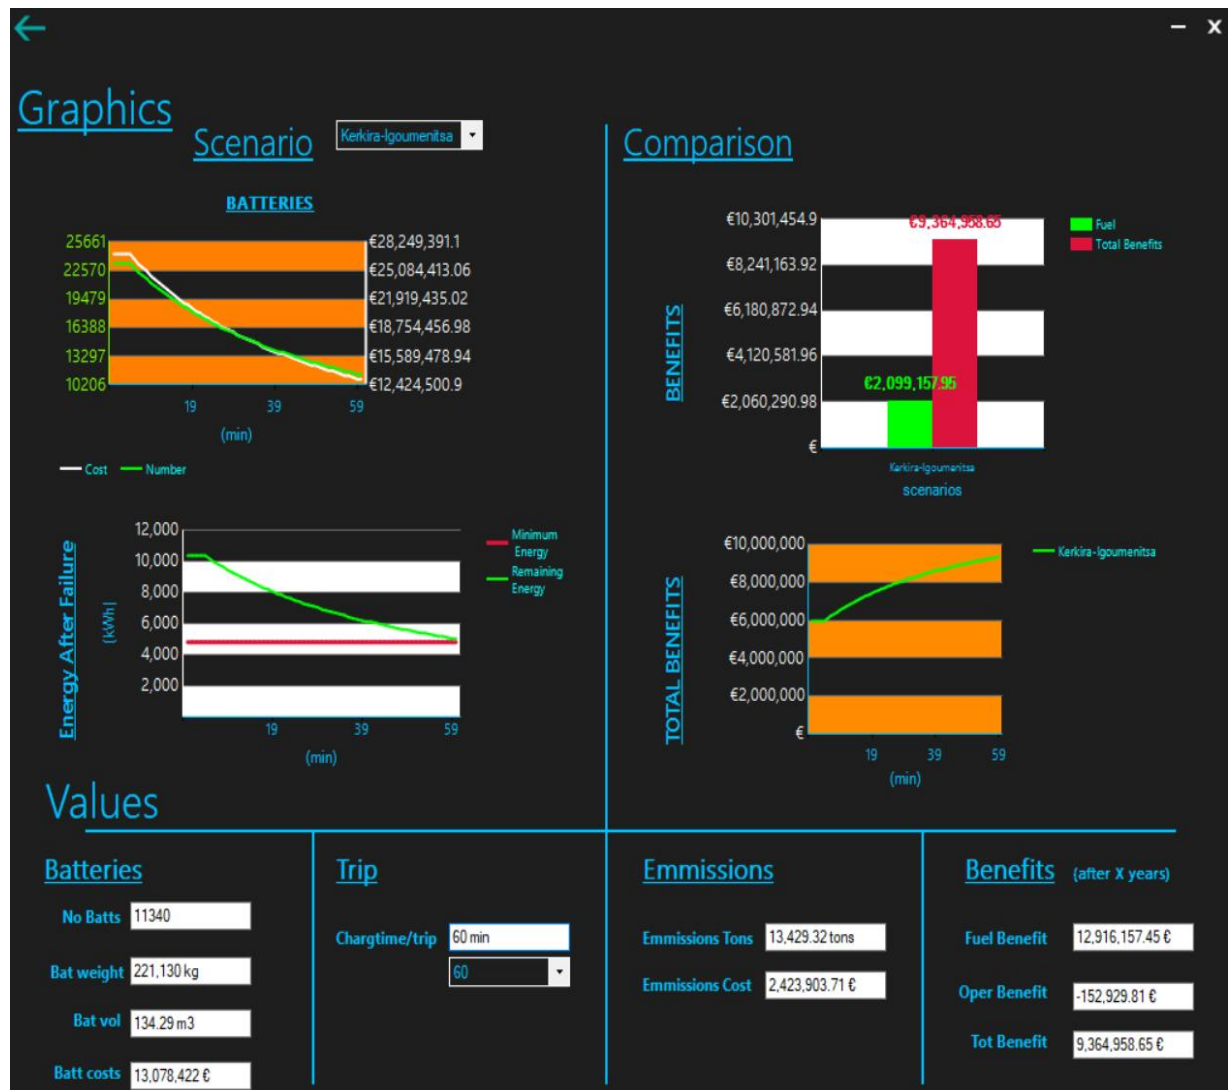 Graphics
Scenario
Kerkira-Igoumenitsa
BATTERIES
25661
22570
19479
16388
13297
10206
€28,249,391.1
€25,084,413.06
€21,919,435.02
€18,754,456.98
€15,589,478.94
€12,424,500.9
19 39 59
(min)
Cost Number
Energy After Failure
(kWh)
12,000
10,000
8,000
6,000
4,000
2,000
19 39 59
(min)
Minimum
Energy
Remaining
Energy
Comparison
BENEFITS
€10,301,454.9
€8,241,163.92
€6,180,872.94
€4,120,581.96
€2,060,290.98
€
€9,364,958.65
€2,099,157.95
Kerkira-Igoumenitsa
scenarios
Fuel
Total Benefits
TOTAL BENEFITS
€10,000,000
€8,000,000
€6,000,000
€4,000,000
€2,000,000
€
19 39 59
(min)
Kerkira-Igoumenitsa
Values
Batteries
No Batts 11340
Bat weight 221,130 kg
Bat vol 134.29 m3
Batt costs 13,078,422 €
Trip
Chargtime/trip 60 min
60
Emmissions
Emmissions Tons 13,429.32 tons
Emmissions Cost 2,423,903.71 €
Benefits (after X years)
Fuel Benefit 12,916,157.45 €
Oper Benefit -152,929.81 €
Tot Benefit 9,364,958.65 €